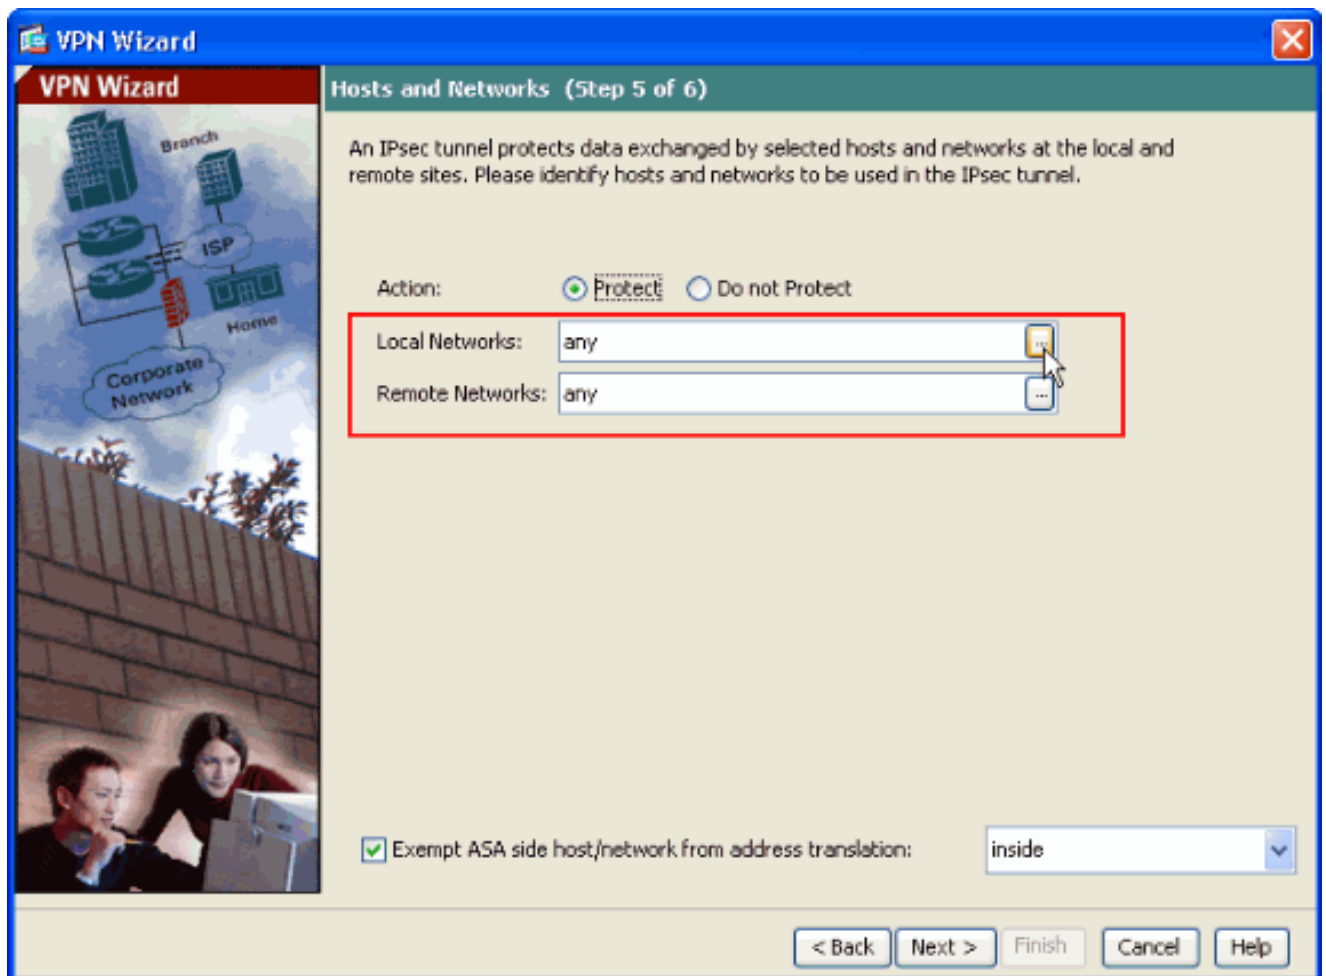 VPN Wizard
VPN Wizard
Hosts and Networks (Step 5 of 6)
Branch
ISP
Home
Corporate
Network
An IPsec tunnel protects data exchanged by selected hosts and networks at the local and
remote sites. Please identify hosts and networks to be used in the IPsec tunnel.
Action: Protect Do not Protect
Local Networks: any ...
Remote Networks: any ...
Exempt ASA side host/network from address translation: inside
< Back Next > Finish Cancel Help